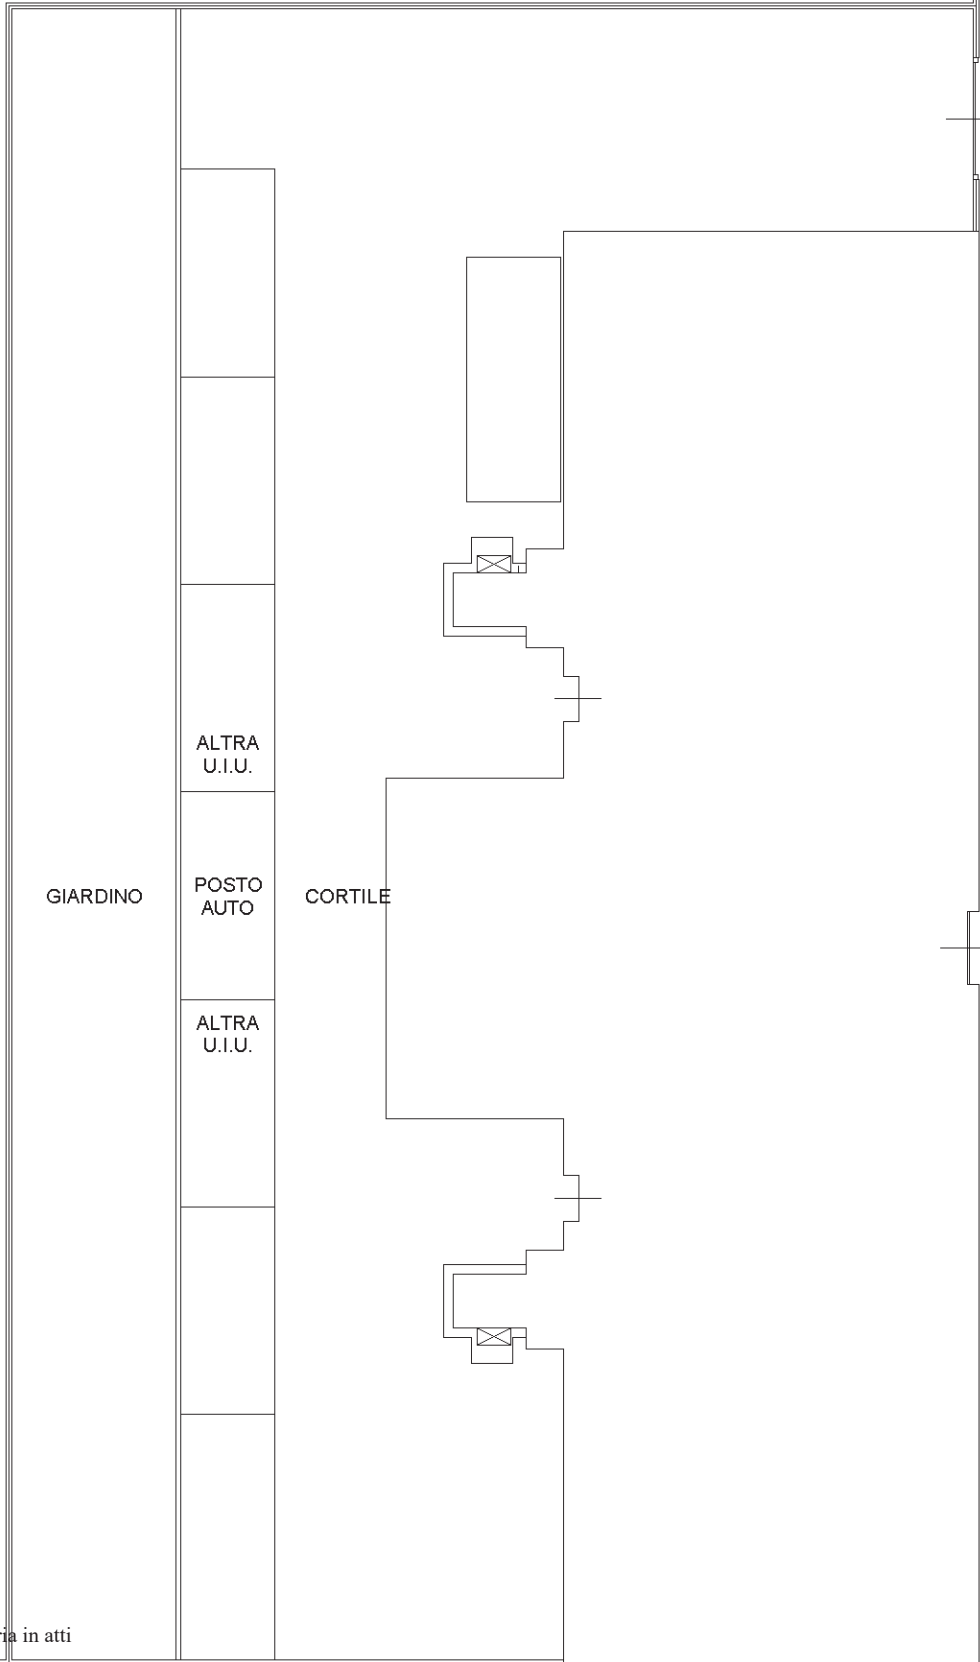 ALTRA
U.I.U.
GIARDINO
POSTO
AUTO
CORTILE
ALTRA
U.I.U.
in atti